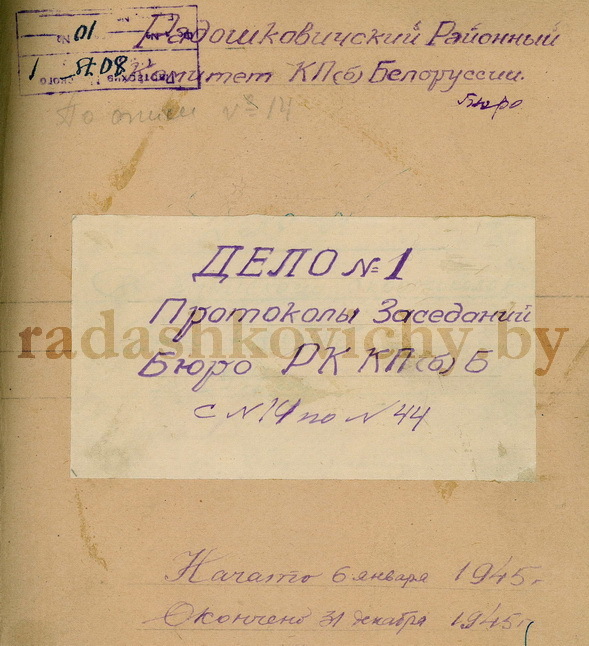 Радошковичский Районный
Комитет КП(б) Белоруссии.
Бюро
По описи № 14
ДЕЛО № 1
Протоколы Заседаний
Бюро РК КП(б)Б
с № 14 по № 44
radashkovichy.by
Начато 6 января 1945 г.
Окончено 31 декабря 1945 г.